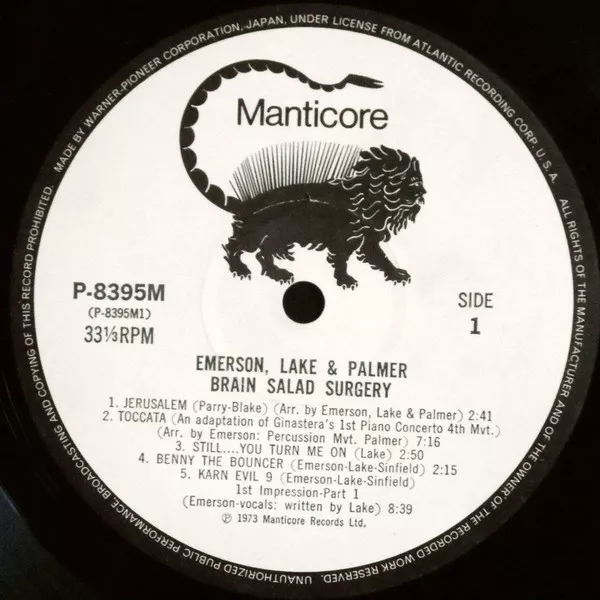 MADE BY WARNER-PIONEER CORPORATION, JAPAN, UNDER LICENSE FROM ATLANTIC RECORDING CORP. U.S.A.
ALL RIGHTS OF THE MANUFACTURER AND OF THE OWNER OF THE RECORDED WORK RESERVED. UNAUTHORIZED PUBLIC PERFORMANCE, BROADCASTING AND COPYING OF THIS RECORD PROHIBITED.
Manticore
P-8395M
(P-8395M1)
33⅓RPM
SIDE
1
EMERSON, LAKE & PALMER
BRAIN SALAD SURGERY
1. JERUSALEM (Parry-Blake) (Arr. by Emerson, Lake & Palmer) 2:41
2. TOCCATA (An adaptation of Ginastera's 1st Piano Concerto 4th Mvt.)
(Arr. by Emerson: Percussion Mvt. Palmer) 7:16
3. STILL....YOU TURN ME ON (Lake) 2:50
4. BENNY THE BOUNCER (Emerson-Lake-Sinfield) 2:15
5. KARN EVIL 9 (Emerson-Lake-Sinfield)
1st Impression-Part 1
(Emerson-vocals: written by Lake) 8:39
℗ 1973 Manticore Records Ltd.